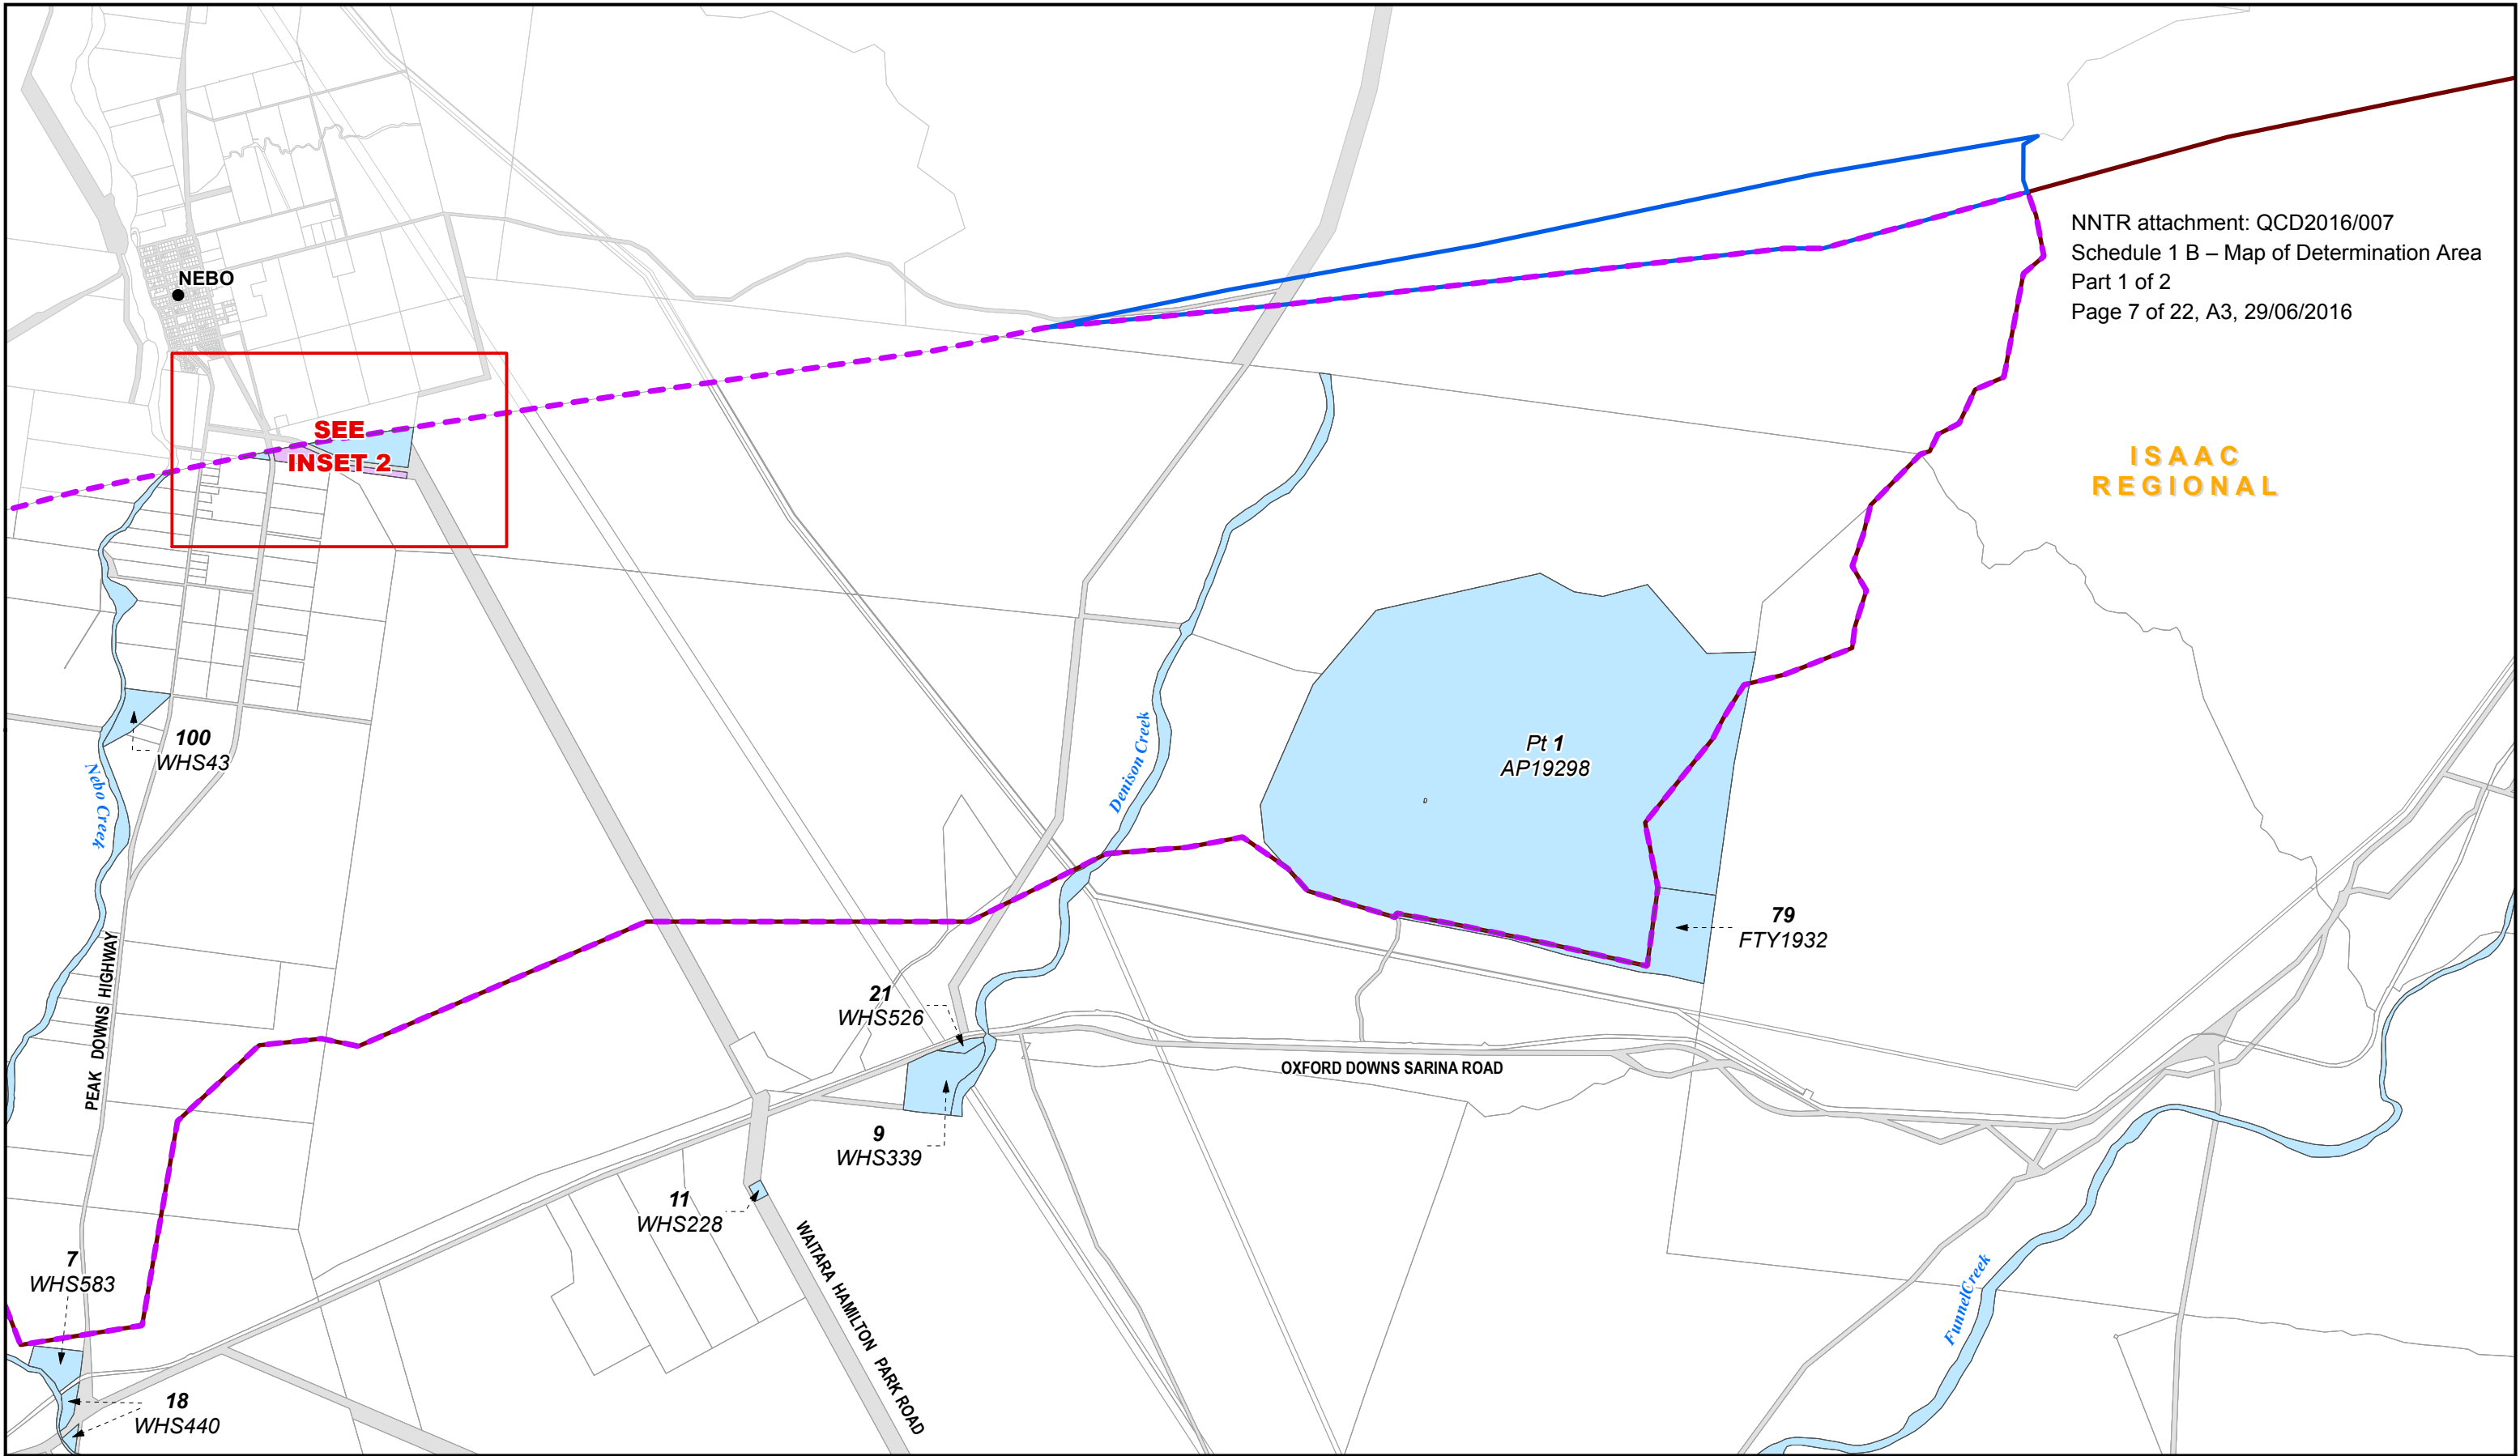 NNTR attachment: QCD2016/007
Schedule 1 B – Map of Determination Area
Part 1 of 2
Page 7 of 22, A3, 29/06/2016
NEBO
SEE
INSET 2
ISAAC
REGIONAL
100
WHS43
Nebo Creek
Denison Creek
Pt 1
AP19298
79
FTY1932
PEAK DOWNS HIGHWAY
21
WHS526
OXFORD DOWNS SARINA ROAD
9
WHS339
11
WHS228
WAITARA HAMILTON PARK ROAD
7
WHS583
FunnelCreek
18
WHS440